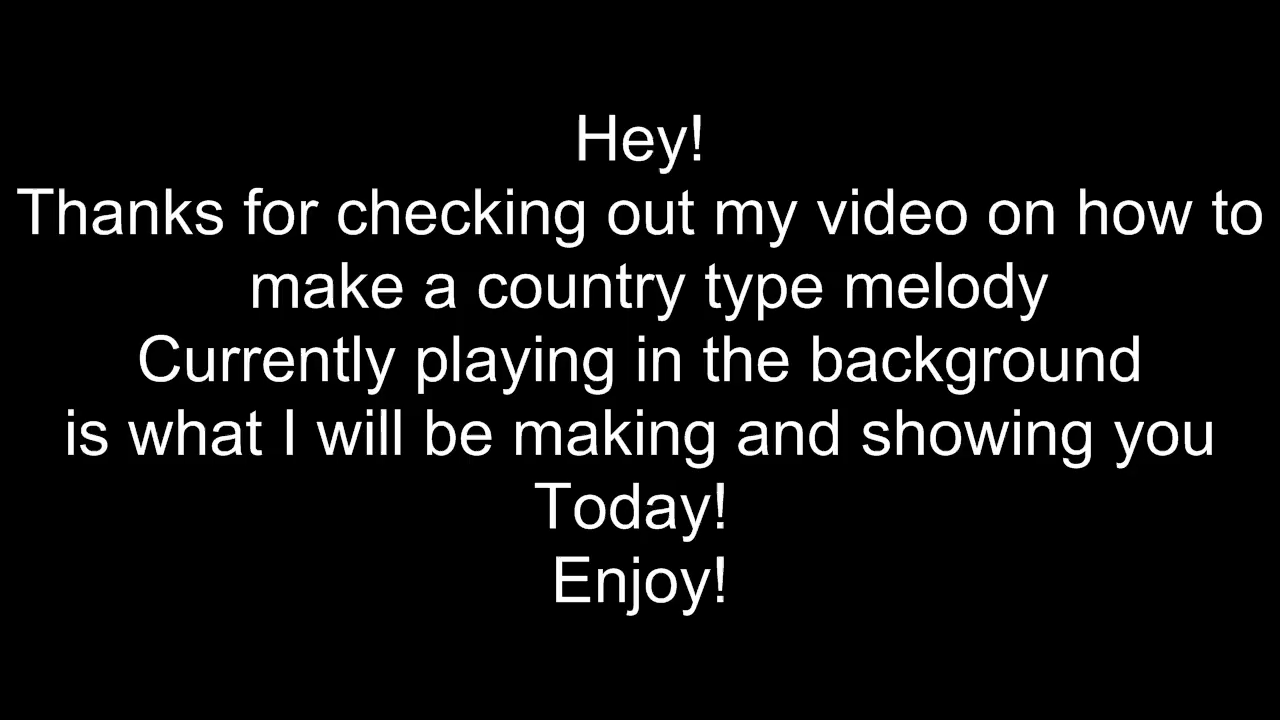 Hey!
Thanks for checking out my video on how to
make a country type melody
Currently playing in the background
is what I will be making and showing you
Today!
Enjoy!